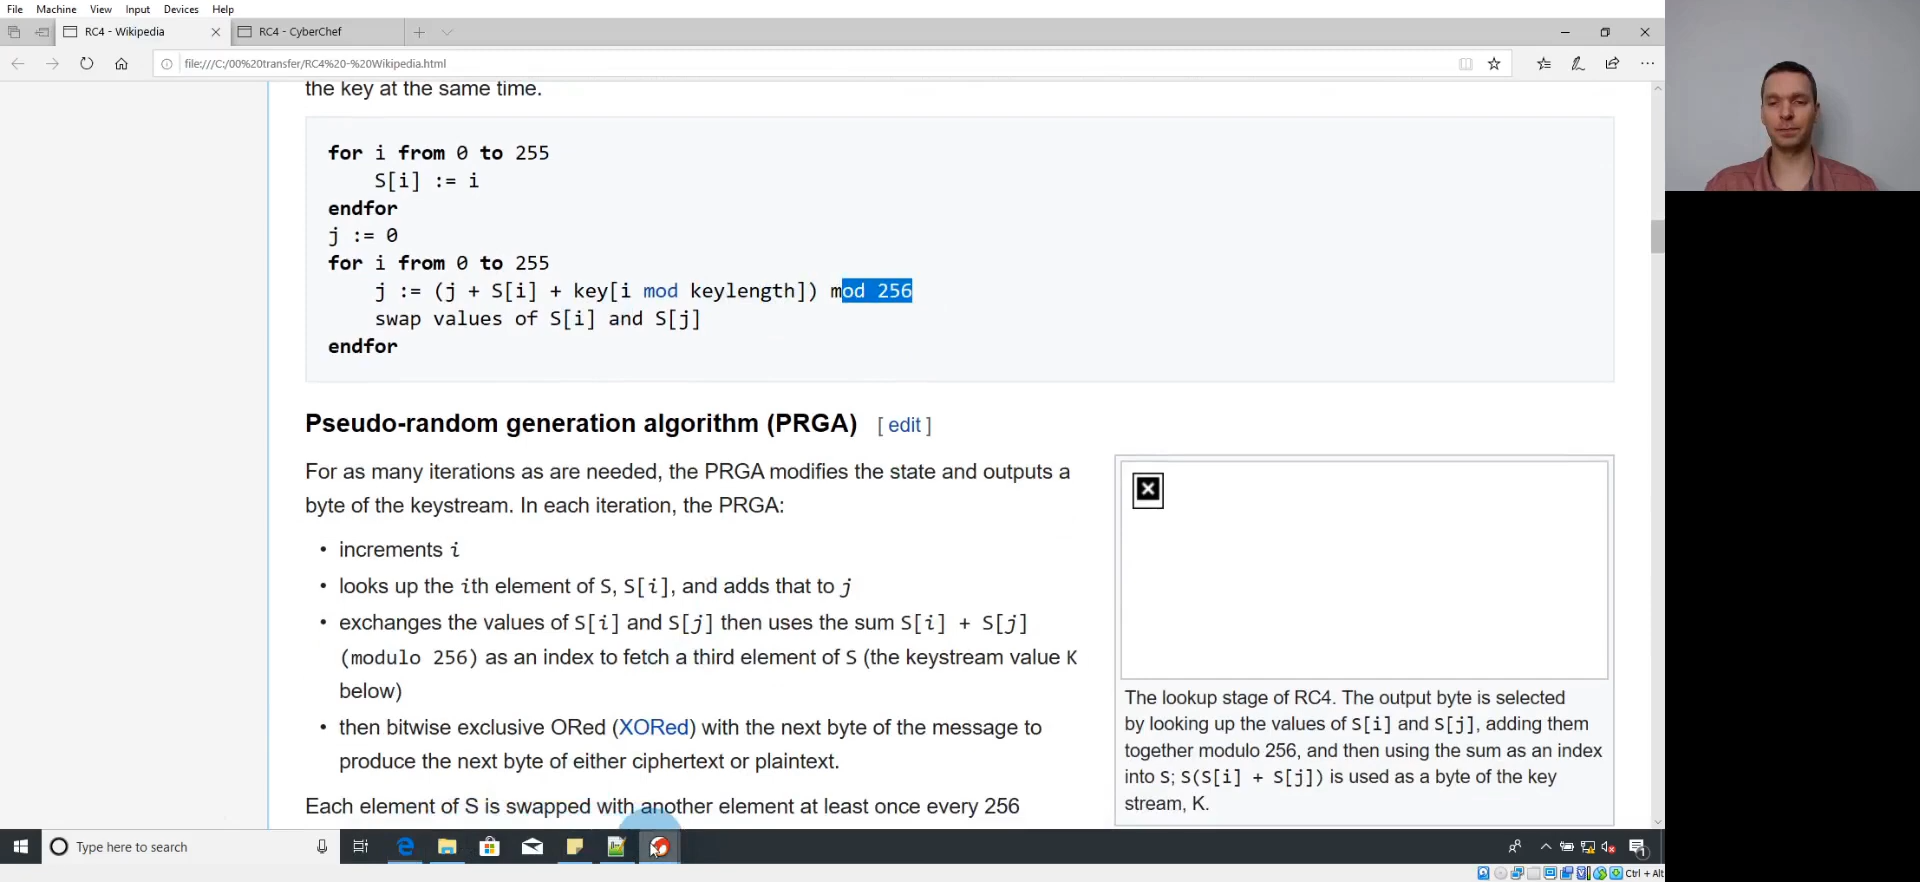 File Machine View Input Devices Help
RC4 - Wikipedia RC4 - CyberChef
file:///C:/00%20transfer/RC4%20-%20Wikipedia.html
the key at the same time.
for i from 0 to 255
S[i] := i
endfor
j := 0
for i from 0 to 255
j := (j + S[i] + key[i mod keylength]) mod 256
swap values of S[i] and S[j]
endfor
Pseudo-random generation algorithm (PRGA) [ edit ]
For as many iterations as are needed, the PRGA modifies the state and outputs a
byte of the keystream. In each iteration, the PRGA:
• increments i
• looks up the ith element of S, S[i], and adds that to j
• exchanges the values of S[i] and S[j] then uses the sum S[i] + S[j]
(modulo 256) as an index to fetch a third element of S (the keystream value K
below)
• then bitwise exclusive ORed (XORed) with the next byte of the message to
produce the next byte of either ciphertext or plaintext.
Each element of S is swapped with another element at least once every 256
The lookup stage of RC4. The output byte is selected
by looking up the values of S[i] and S[j], adding them
together modulo 256, and then using the sum as an index
into S; S(S[i] + S[j]) is used as a byte of the key
stream, K.
Type here to search
1
Ctrl + Alt